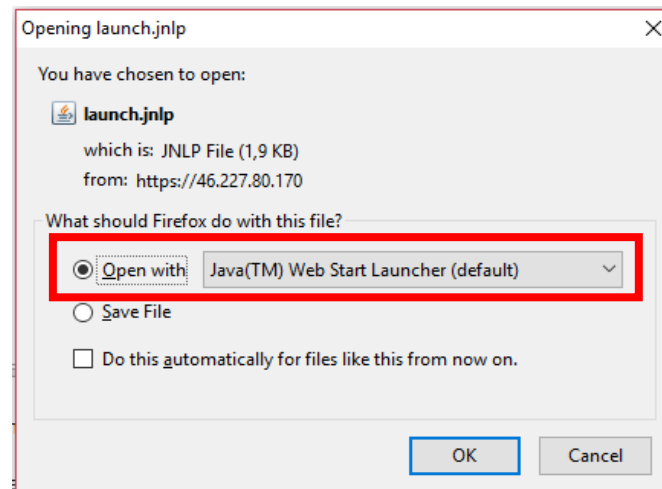 Opening launch.jnlp
You have chosen to open:
launch.jnlp
which is: JNLP File (1,9 KB)
from: https://46.227.80.170
What should Firefox do with this file?
Open with Java(TM) Web Start Launcher (default)
Save File
Do this automatically for files like this from now on.
OK Cancel